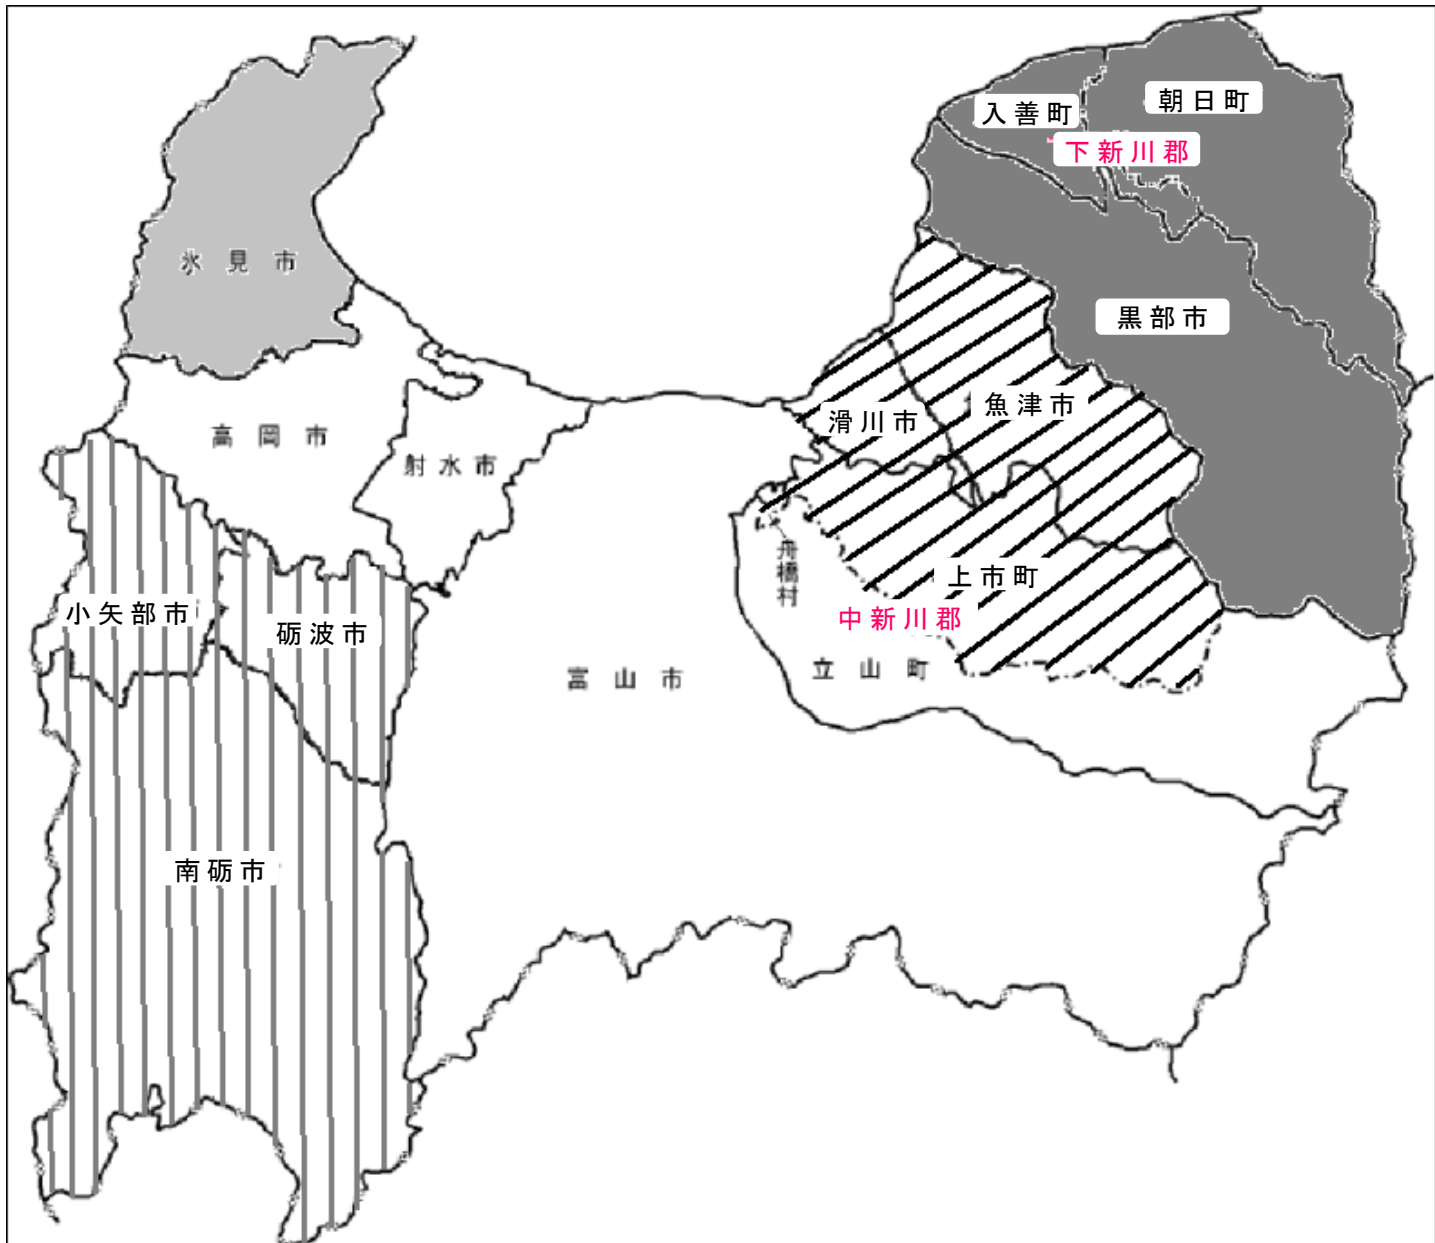 朝日町
入善町
下新川郡
氷見市
黒部市
魚津市
滑川市
高岡市
射水市
舟橋村
上市町
小矢部市
中新川郡
砺波市
立山町
富山市
南砺市